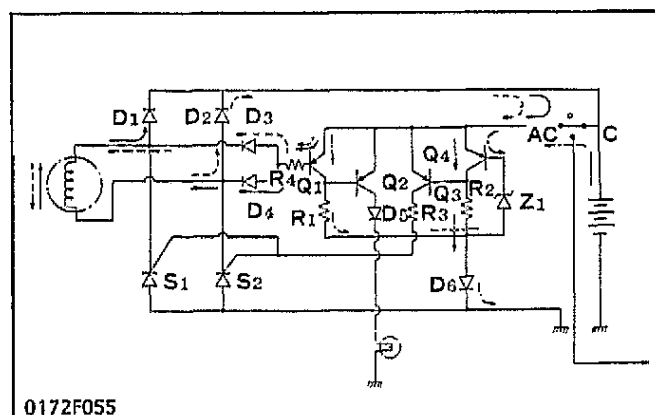 D1 D2 D3
AC C
R4 Q1 Q2 Q4 Q3 R2
D4 R1 D5 R3 Z1
S1 S2
D6
0172F055